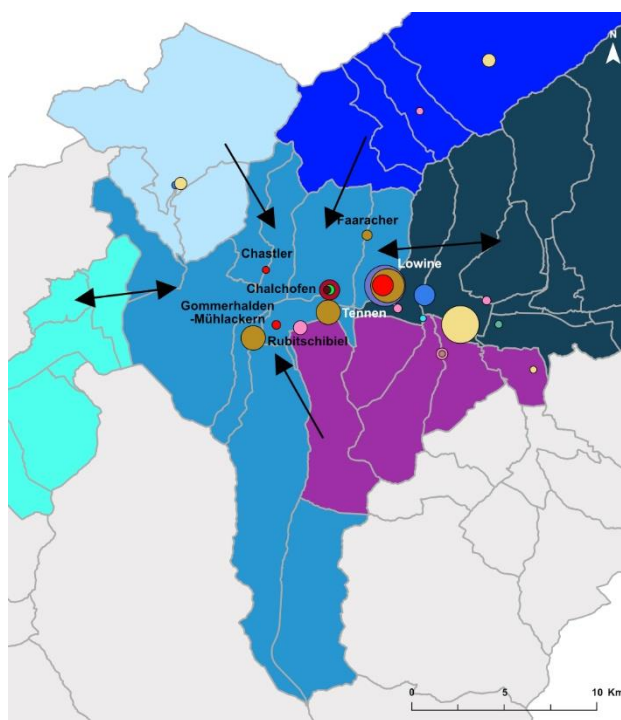 N
Faaracher
Chastler
Lowine
Chalchofen
Gommerhalden
-Mühlackern
Tennen
Rubitschibiel
0 5 10 Km